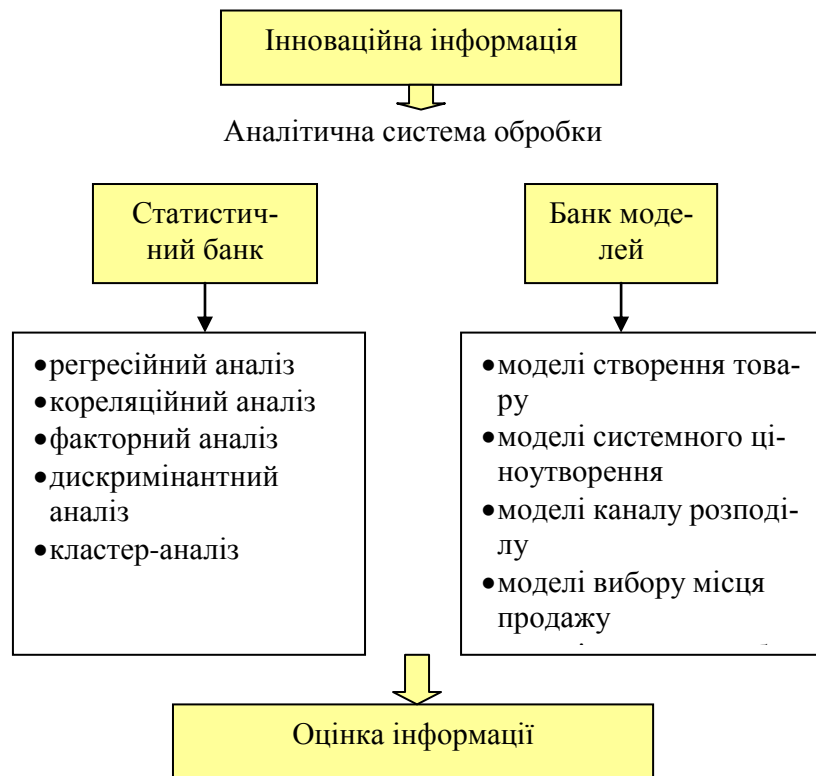 Інноваційна інформація
Аналітична система обробки
Статистич-
ний банк
• регресійний аналіз
• кореляційний аналіз
• факторний аналіз
• дискримінантний
аналіз
• кластер-аналіз
Банк моде-
лей
• моделі створення това-
ру
• моделі системного ці-
ноутворення
• моделі каналу розподі-
лу
• моделі вибору місця
продажу
Оцінка інформації